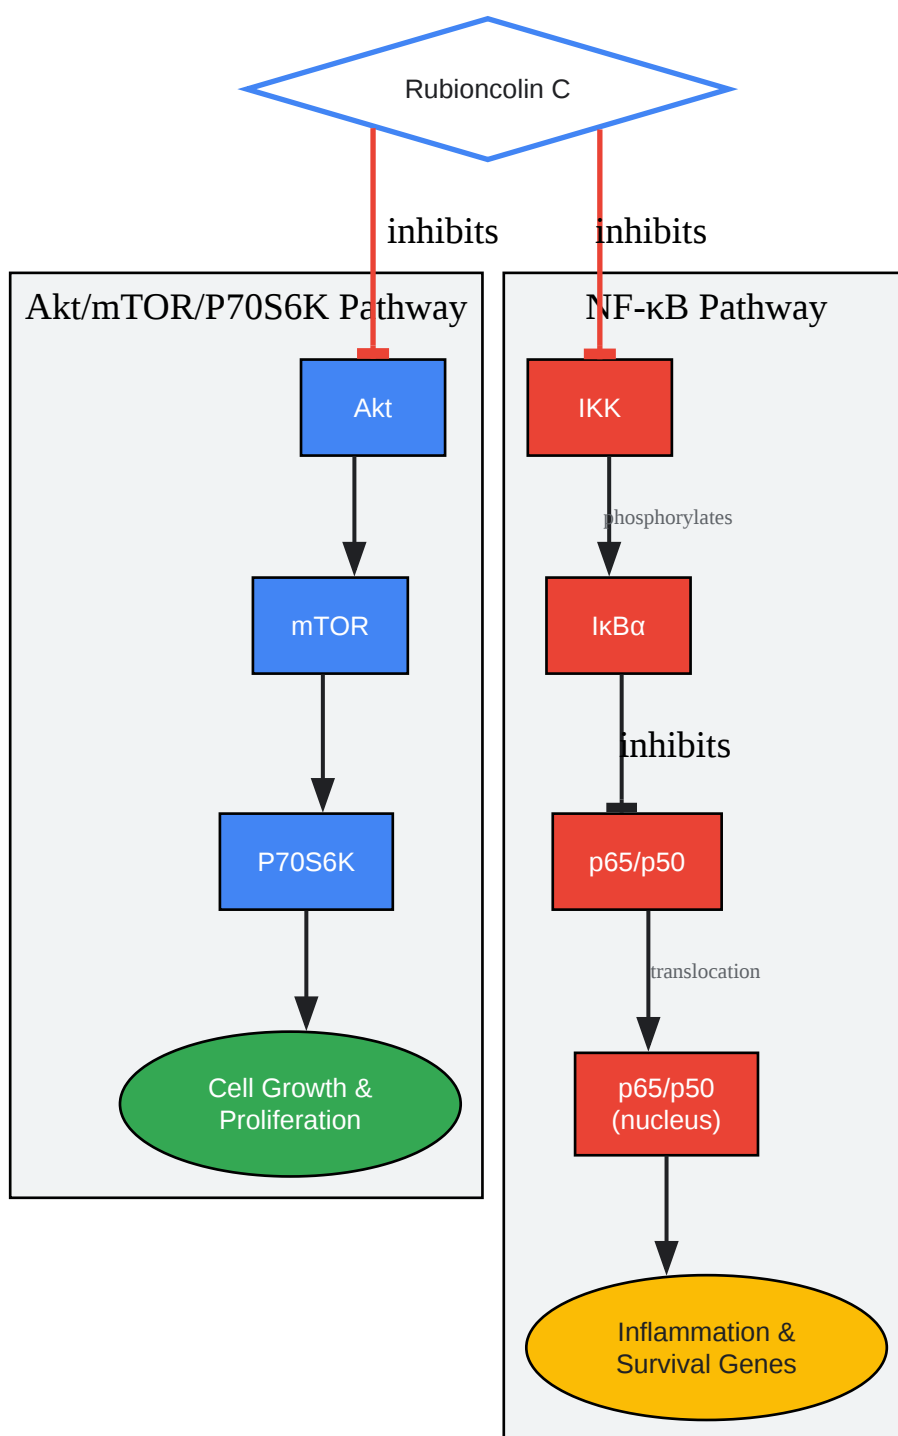 Rubioncolin C
inhibits
inhibits
Akt/mTOR/P70S6K Pathway
NF-κB Pathway
Akt
IKK
phosphorylates
mTOR
IκBα
inhibits
P70S6K
p65/p50
translocation
Cell Growth &
Proliferation
p65/p50
(nucleus)
Inflammation &
Survival Genes